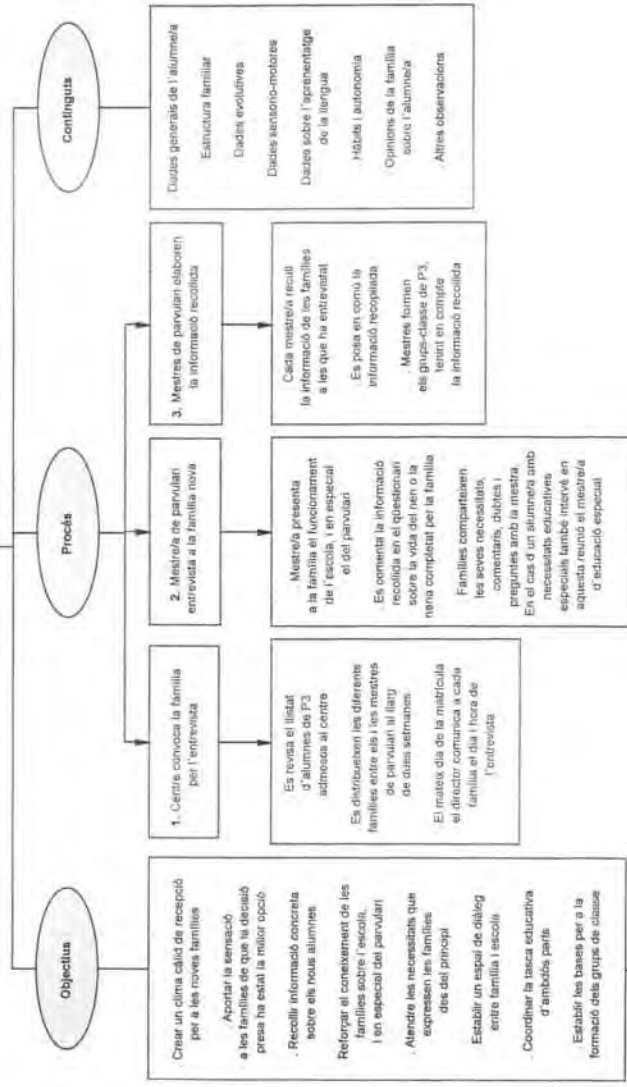 Objectius
. Crear un clima càlid de recepció
per a les noves famílies
. Aportar la sensació
a les famílies de que la decisió
presa ha estat la millor opció
. Recollir informació concreta
sobre els nous alumnes
Reforçar el coneixement de les
famílies sobre l'escola,
i en especial del parvulari
. Atendre les necessitats que
expressen les famílies
des del principi
Establir un espai de diàleg
entre família i escola
. Coordinar la tasca educativa
d'ambdós parts
. Establir les bases per a la
formació dels grups de classe
Procés
1. Centre convoca la família
per l'entrevista
. Es revisa el llistat
d'alumnes de P3
admesos al centre
. Es distribueixen les diferents
famílies entre els i les mestres
de parvulari al llarg
de dues setmanes
. El mateix dia de la matrícula
el director comunica a cada
família el dia i hora de
l'entrevista
2. Mestre/a de parvulari
entrevista a la família nova
. Mestre/a presenta
a la família el funcionament
de l'escola, i en especial
el del parvulari
. Es comenta la informació
recollida en el qüestionari
sobre la vida del nen o la
nena completat per la família
. Famílies comparteixen
les seves necessitats,
comentaris, dubtes i
preguntes amb la mestra.
En el cas d'un alumne/a amb
necessitats educatives
especials també intervé en
aquesta reunió el mestre/a
d'educació especial
3. Mestres de parvulari elaboren
la informació recollida
. Cada mestre/a recull
la informació de les famílies
a les que ha entrevistat
. Es posa en comú la
informació recopilada
. Mestres formen
els grups-classe de P3,
tenint en compte
la informació recollida
Continguts
. Dades generals de l'alumne/a
. Estructura familiar
. Dades evolutives
. Dades sensorio-motores
. Dades sobre l'aprenentatge
de la llengua
. Hàbits i autonomia
. Opinions de la família
sobre l'alumne/a
. Altres observacions